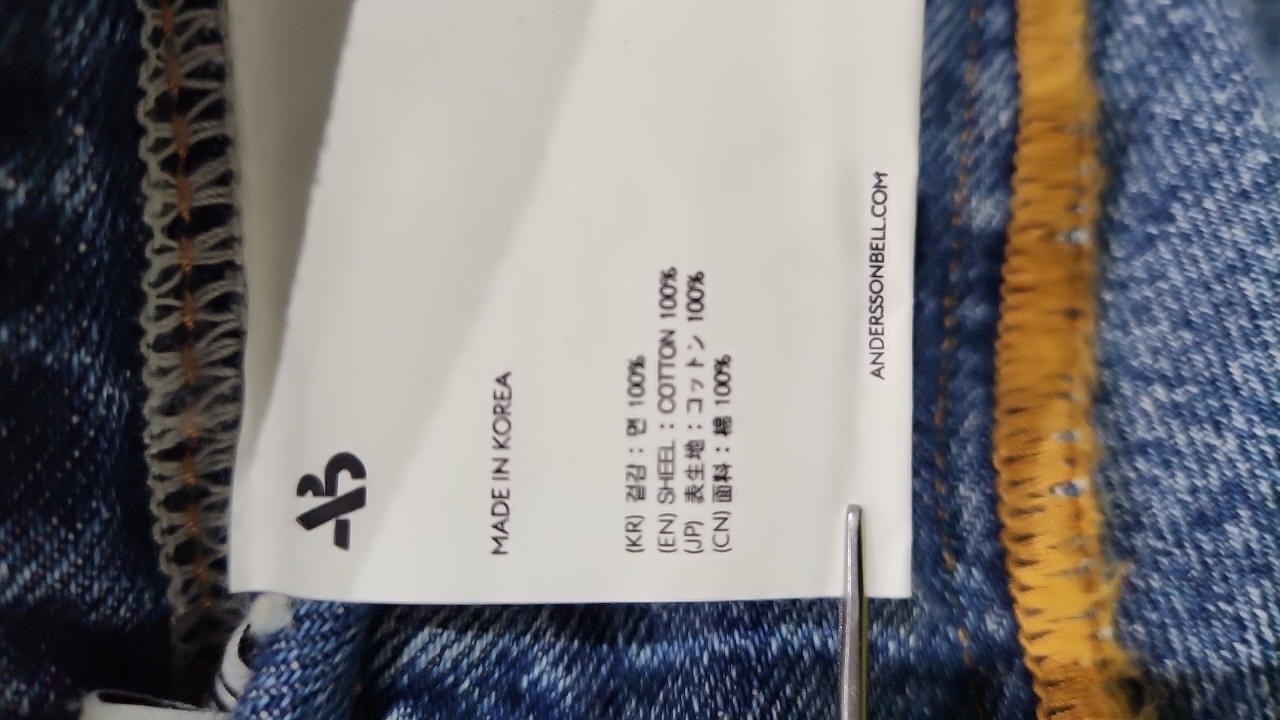 AB
MADE IN KOREA
(KR) 겉감 : 면 100%
(EN) SHEEL : COTTON 100%
(JP) 表生地 : コットン 100%
(CN) 面料 : 棉 100%
ANDERSSONBELL.COM